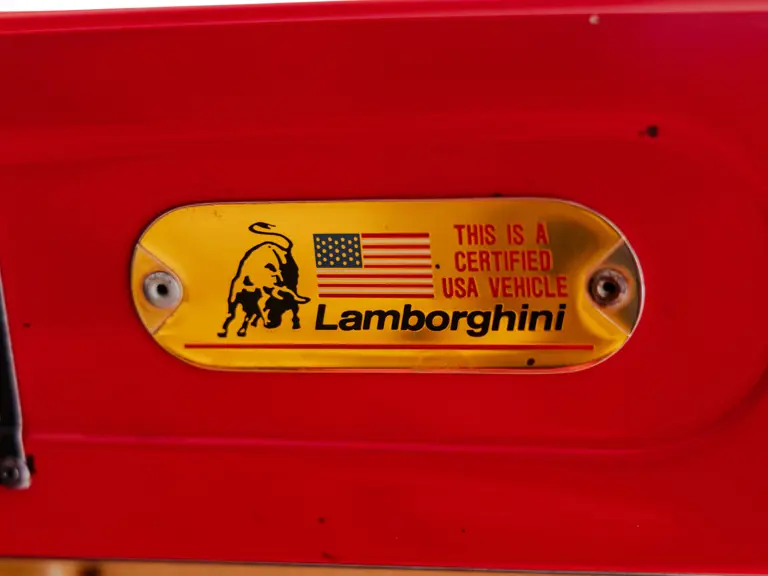 THIS IS A
CERTIFIED
USA VEHICLE
Lamborghini